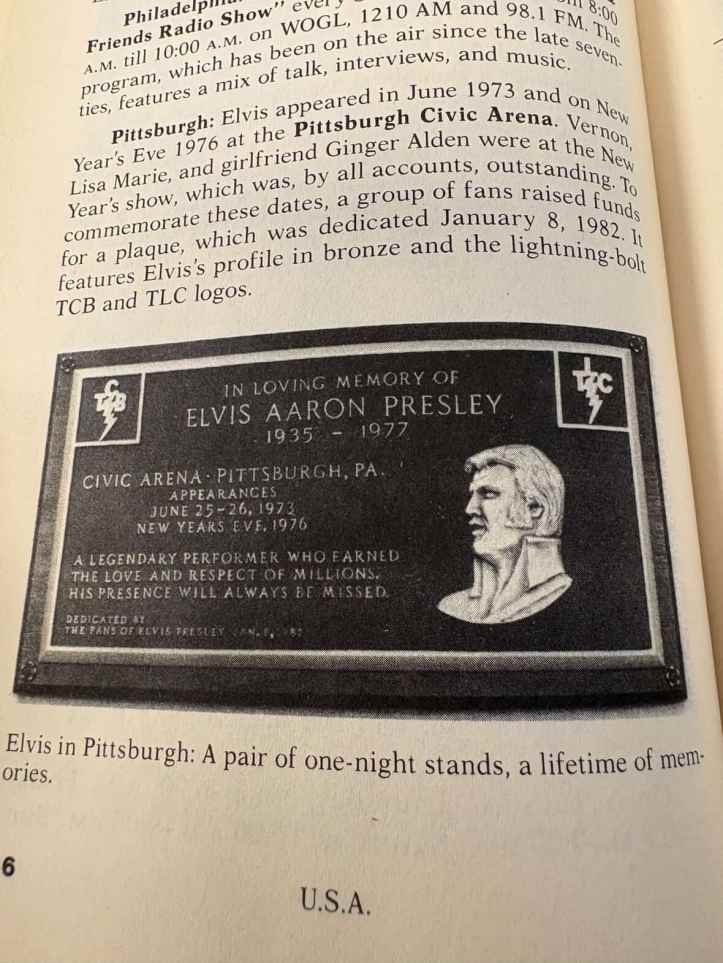 Philadelphia:
Friends Radio Show" every
A.M. till 10:00 A.M. on WOGL, 1210 AM and 98.1 FM. The
program, which has been on the air since the late seven-
ties, features a mix of talk, interviews, and music.
Pittsburgh: Elvis appeared in June 1973 and on New
Year's Eve 1976 at the Pittsburgh Civic Arena. Vernon,
Lisa Marie, and girlfriend Ginger Alden were at the New
Year's show, which was, by all accounts, outstanding. To
commemorate these dates, a group of fans raised funds
for a plaque, which was dedicated January 8, 1982. It
features Elvis's profile in bronze and the lightning-bolt
TCB and TLC logos.
TCB
TLC
IN LOVING MEMORY OF
ELVIS AARON PRESLEY
1935 - 1977
CIVIC ARENA · PITTSBURGH, PA.
APPEARANCES
JUNE 25-26, 1973
NEW YEARS EVE, 1976
A LEGENDARY PERFORMER WHO EARNED
THE LOVE AND RESPECT OF MILLIONS.
HIS PRESENCE WILL ALWAYS BE MISSED.
DEDICATED BY
THE FANS OF ELVIS PRESLEY JAN. 8, 1982
Elvis in Pittsburgh: A pair of one-night stands, a lifetime of mem-
ories.
6
U.S.A.